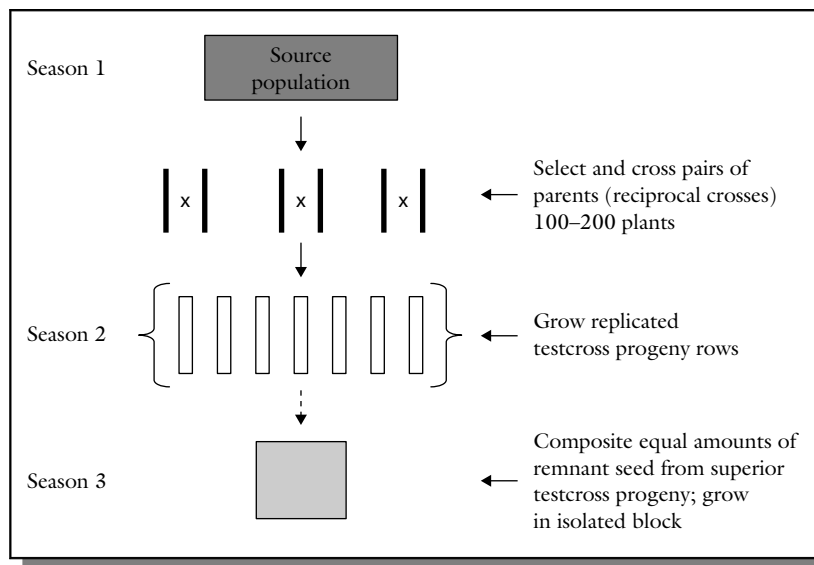 Season 1
Source
population
x
x
x
Select and cross pairs of
parents (reciprocal crosses)
100–200 plants
Season 2
Grow replicated
testcross progeny rows
Season 3
Composite equal amounts of
remnant seed from superior
testcross progeny; grow
in isolated block